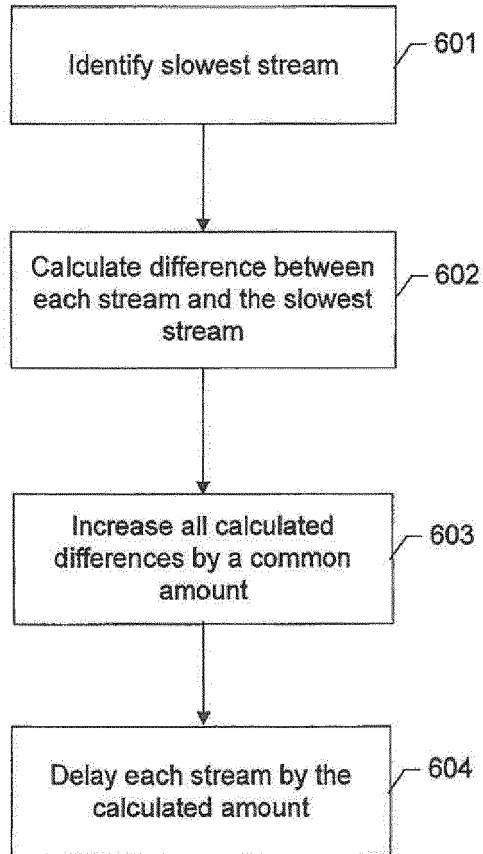 Identify slowest stream
601
Calculate difference between
each stream and the slowest
stream
602
Increase all calculated
differences by a common
amount
603
Delay each stream by the
calculated amount
604